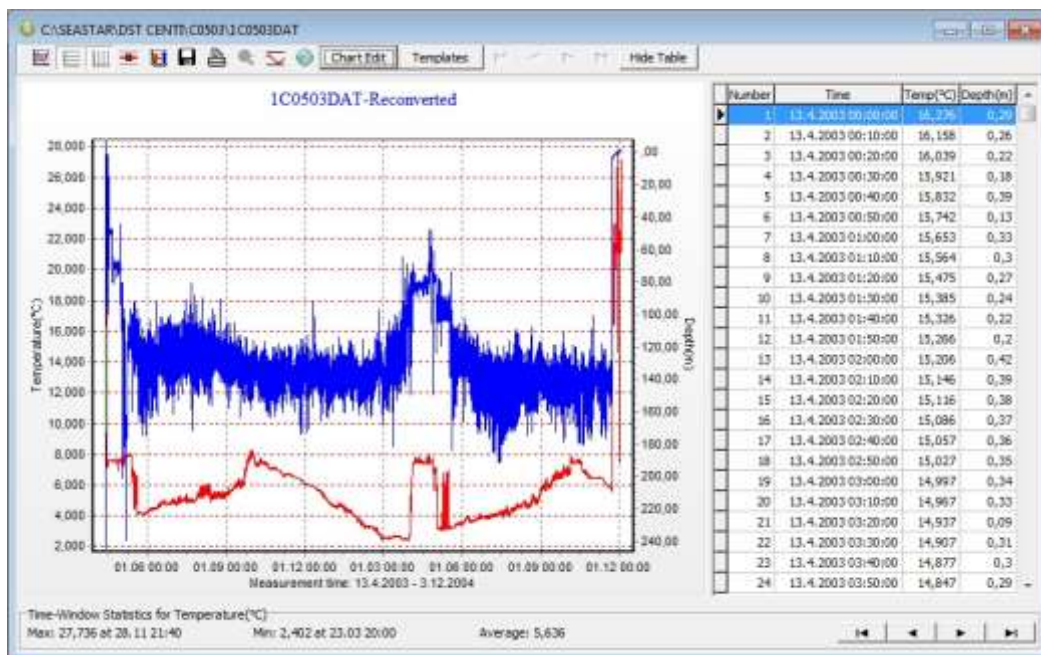 C:\SEASTAR\DST CENTI\C0503\1C0503DAT
Chart Edit Templates Hide Table
1C0503DAT-Reconverted
28,000
26,000
24,000
22,000
20,000
18,000
16,000
14,000
12,000
10,000
8,000
6,000
4,000
2,000
Temperature(°C)
,00
20,00
40,00
60,00
80,00
100,00
120,00
140,00
160,00
180,00
200,00
220,00
240,00
Depth(m)
01.06 00:00 01.09 00:00 01.12 00:00 01.03 00:00 01.06 00:00 01.09 00:00 01.12 00:00
Measurement time: 13.4.2003 - 3.12.2004
Number Time Temp(°C) Depth(m)
1 13.4.2003 00:00:00 16,276 0,29
2 13.4.2003 00:10:00 16,158 0,26
3 13.4.2003 00:20:00 16,039 0,22
4 13.4.2003 00:30:00 15,921 0,18
5 13.4.2003 00:40:00 15,832 0,39
6 13.4.2003 00:50:00 15,742 0,13
7 13.4.2003 01:00:00 15,653 0,33
8 13.4.2003 01:10:00 15,564 0,3
9 13.4.2003 01:20:00 15,475 0,27
10 13.4.2003 01:30:00 15,385 0,24
11 13.4.2003 01:40:00 15,326 0,22
12 13.4.2003 01:50:00 15,266 0,2
13 13.4.2003 02:00:00 15,206 0,42
14 13.4.2003 02:10:00 15,146 0,39
15 13.4.2003 02:20:00 15,116 0,38
16 13.4.2003 02:30:00 15,086 0,37
17 13.4.2003 02:40:00 15,057 0,36
18 13.4.2003 02:50:00 15,027 0,35
19 13.4.2003 03:00:00 14,997 0,34
20 13.4.2003 03:10:00 14,967 0,33
21 13.4.2003 03:20:00 14,937 0,09
22 13.4.2003 03:30:00 14,907 0,31
23 13.4.2003 03:40:00 14,877 0,3
24 13.4.2003 03:50:00 14,847 0,29
Time-Window Statistics for Temperature(°C)
Max: 27,736 at 28.11 21:40 Min: 2,402 at 23.03 20:00 Average: 5,636